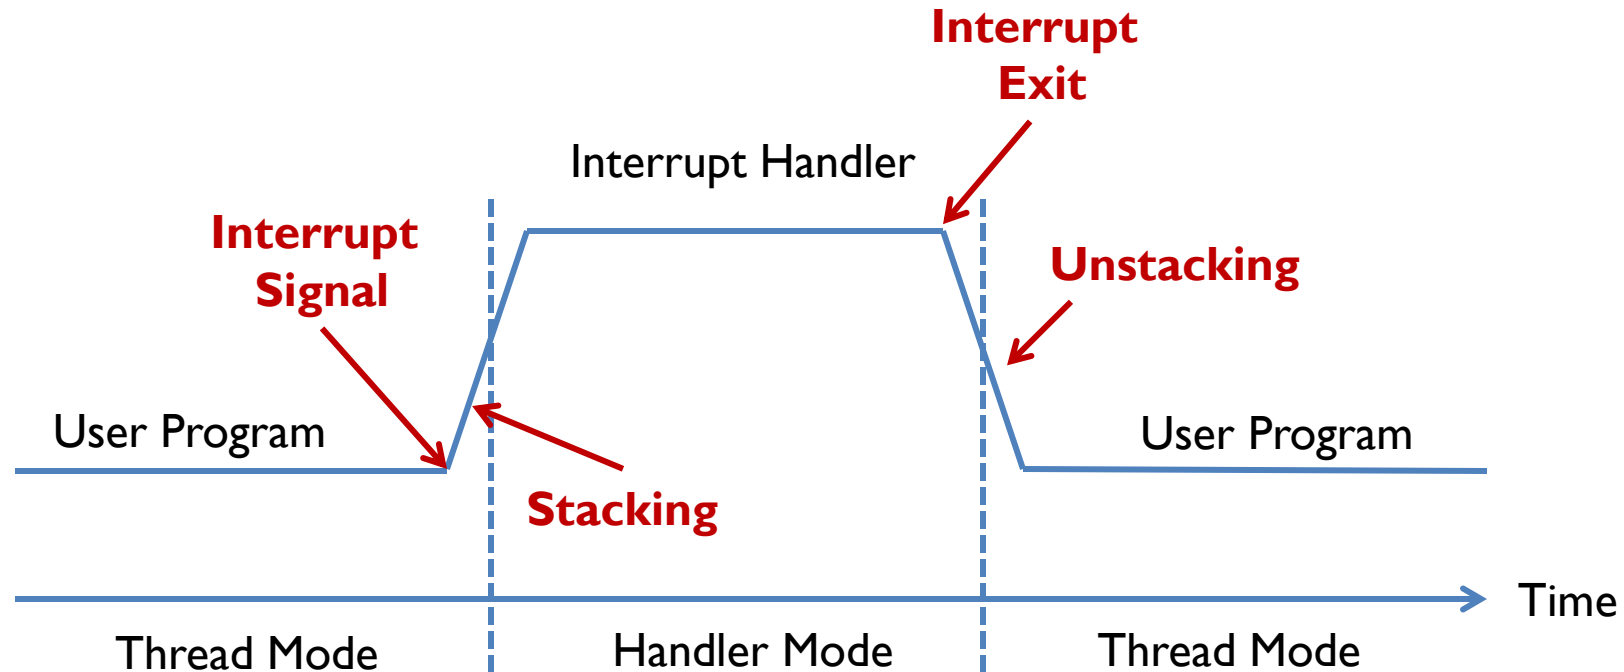 Interrupt
Exit
Interrupt Handler
Interrupt
Signal
Unstacking
User Program
User Program
Stacking
Time
Thread Mode
Handler Mode
Thread Mode